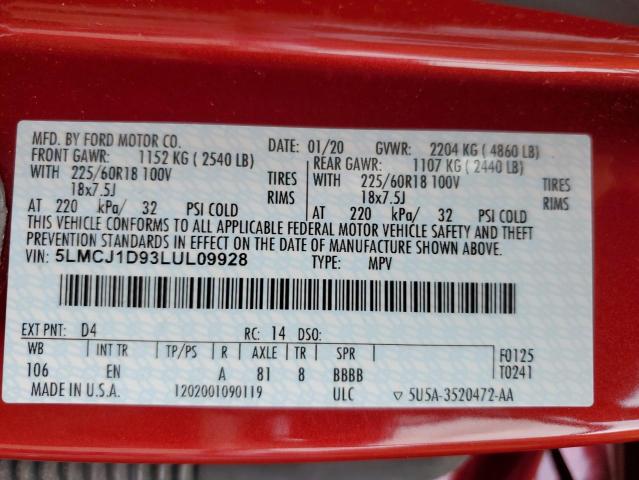 MFD. BY FORD MOTOR CO. DATE: 01/20 GVWR: 2204 KG ( 4860 LB)
FRONT GAWR: 1152 KG ( 2540 LB) REAR GAWR: 1107 KG ( 2440 LB)
WITH 225/60R18 100V TIRES WITH 225/60R18 100V TIRES
18x7.5J RIMS 18x7.5J RIMS
AT 220 kPa/ 32 PSI COLD AT 220 kPa/ 32 PSI COLD
THIS VEHICLE CONFORMS TO ALL APPLICABLE FEDERAL MOTOR VEHICLE SAFETY AND THEFT PREVENTION
STANDARDS IN EFFECT ON THE DATE OF MANUFACTURE SHOWN ABOVE.
VIN: 5LMCJ1D93LUL09928 TYPE: MPV
EXT PNT: D4 RC: 14 DSO:
WB INT TR TP/PS R AXLE TR SPR F0125
106 EN A 81 8 BBBB T0241
MADE IN U.S.A. 1202001090119 ULC ▽ 5U5A-3520472-AA